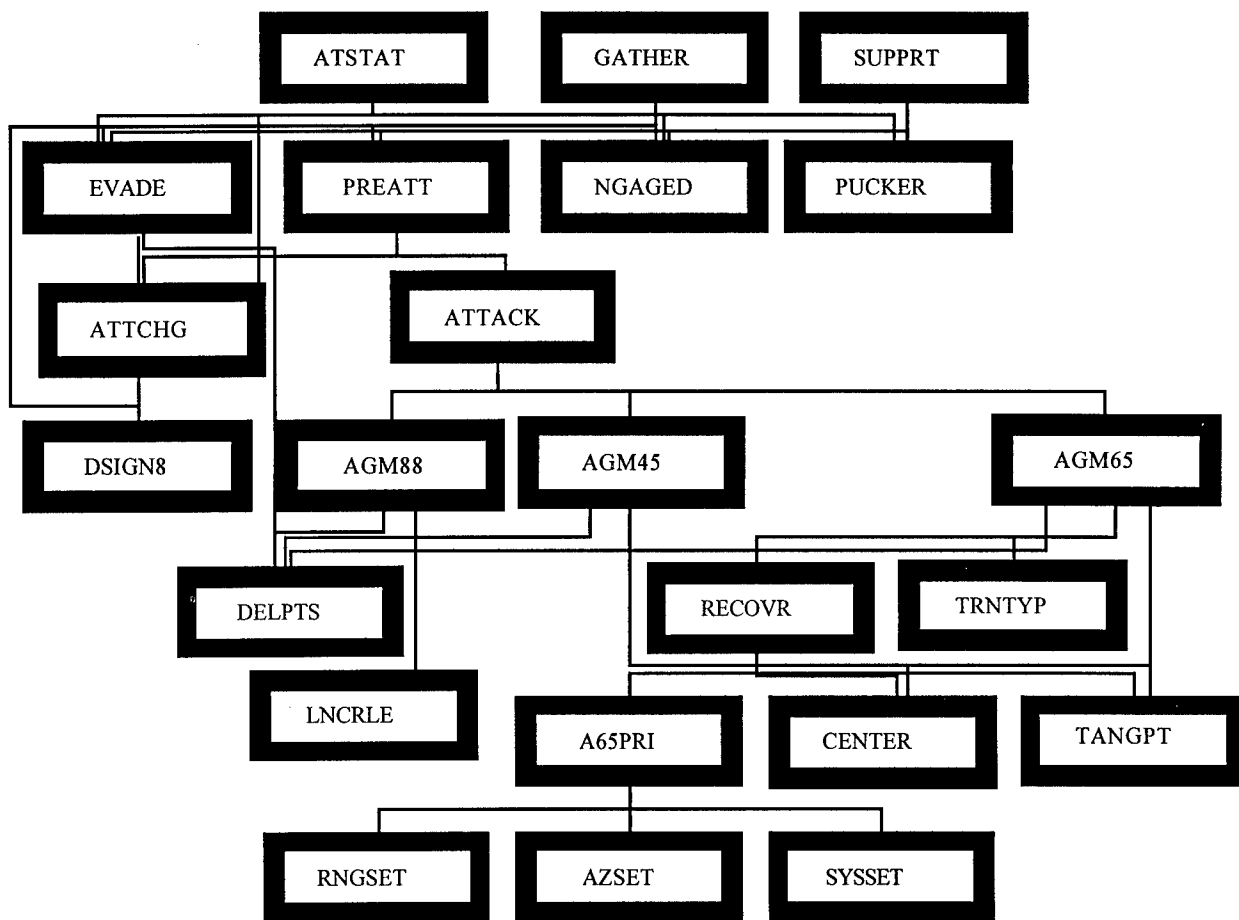 ATSTAT
GATHER
SUPPRT
EVADE
PREATT
NGAGED
PUCKER
ATTCHG
ATTACK
DSIGN8
AGM88
AGM45
AGM65
DELPTS
RECOVR
TRNTYP
LNCRLE
A65PRI
CENTER
TANGPT
RNGSET
AZSET
SYSSET